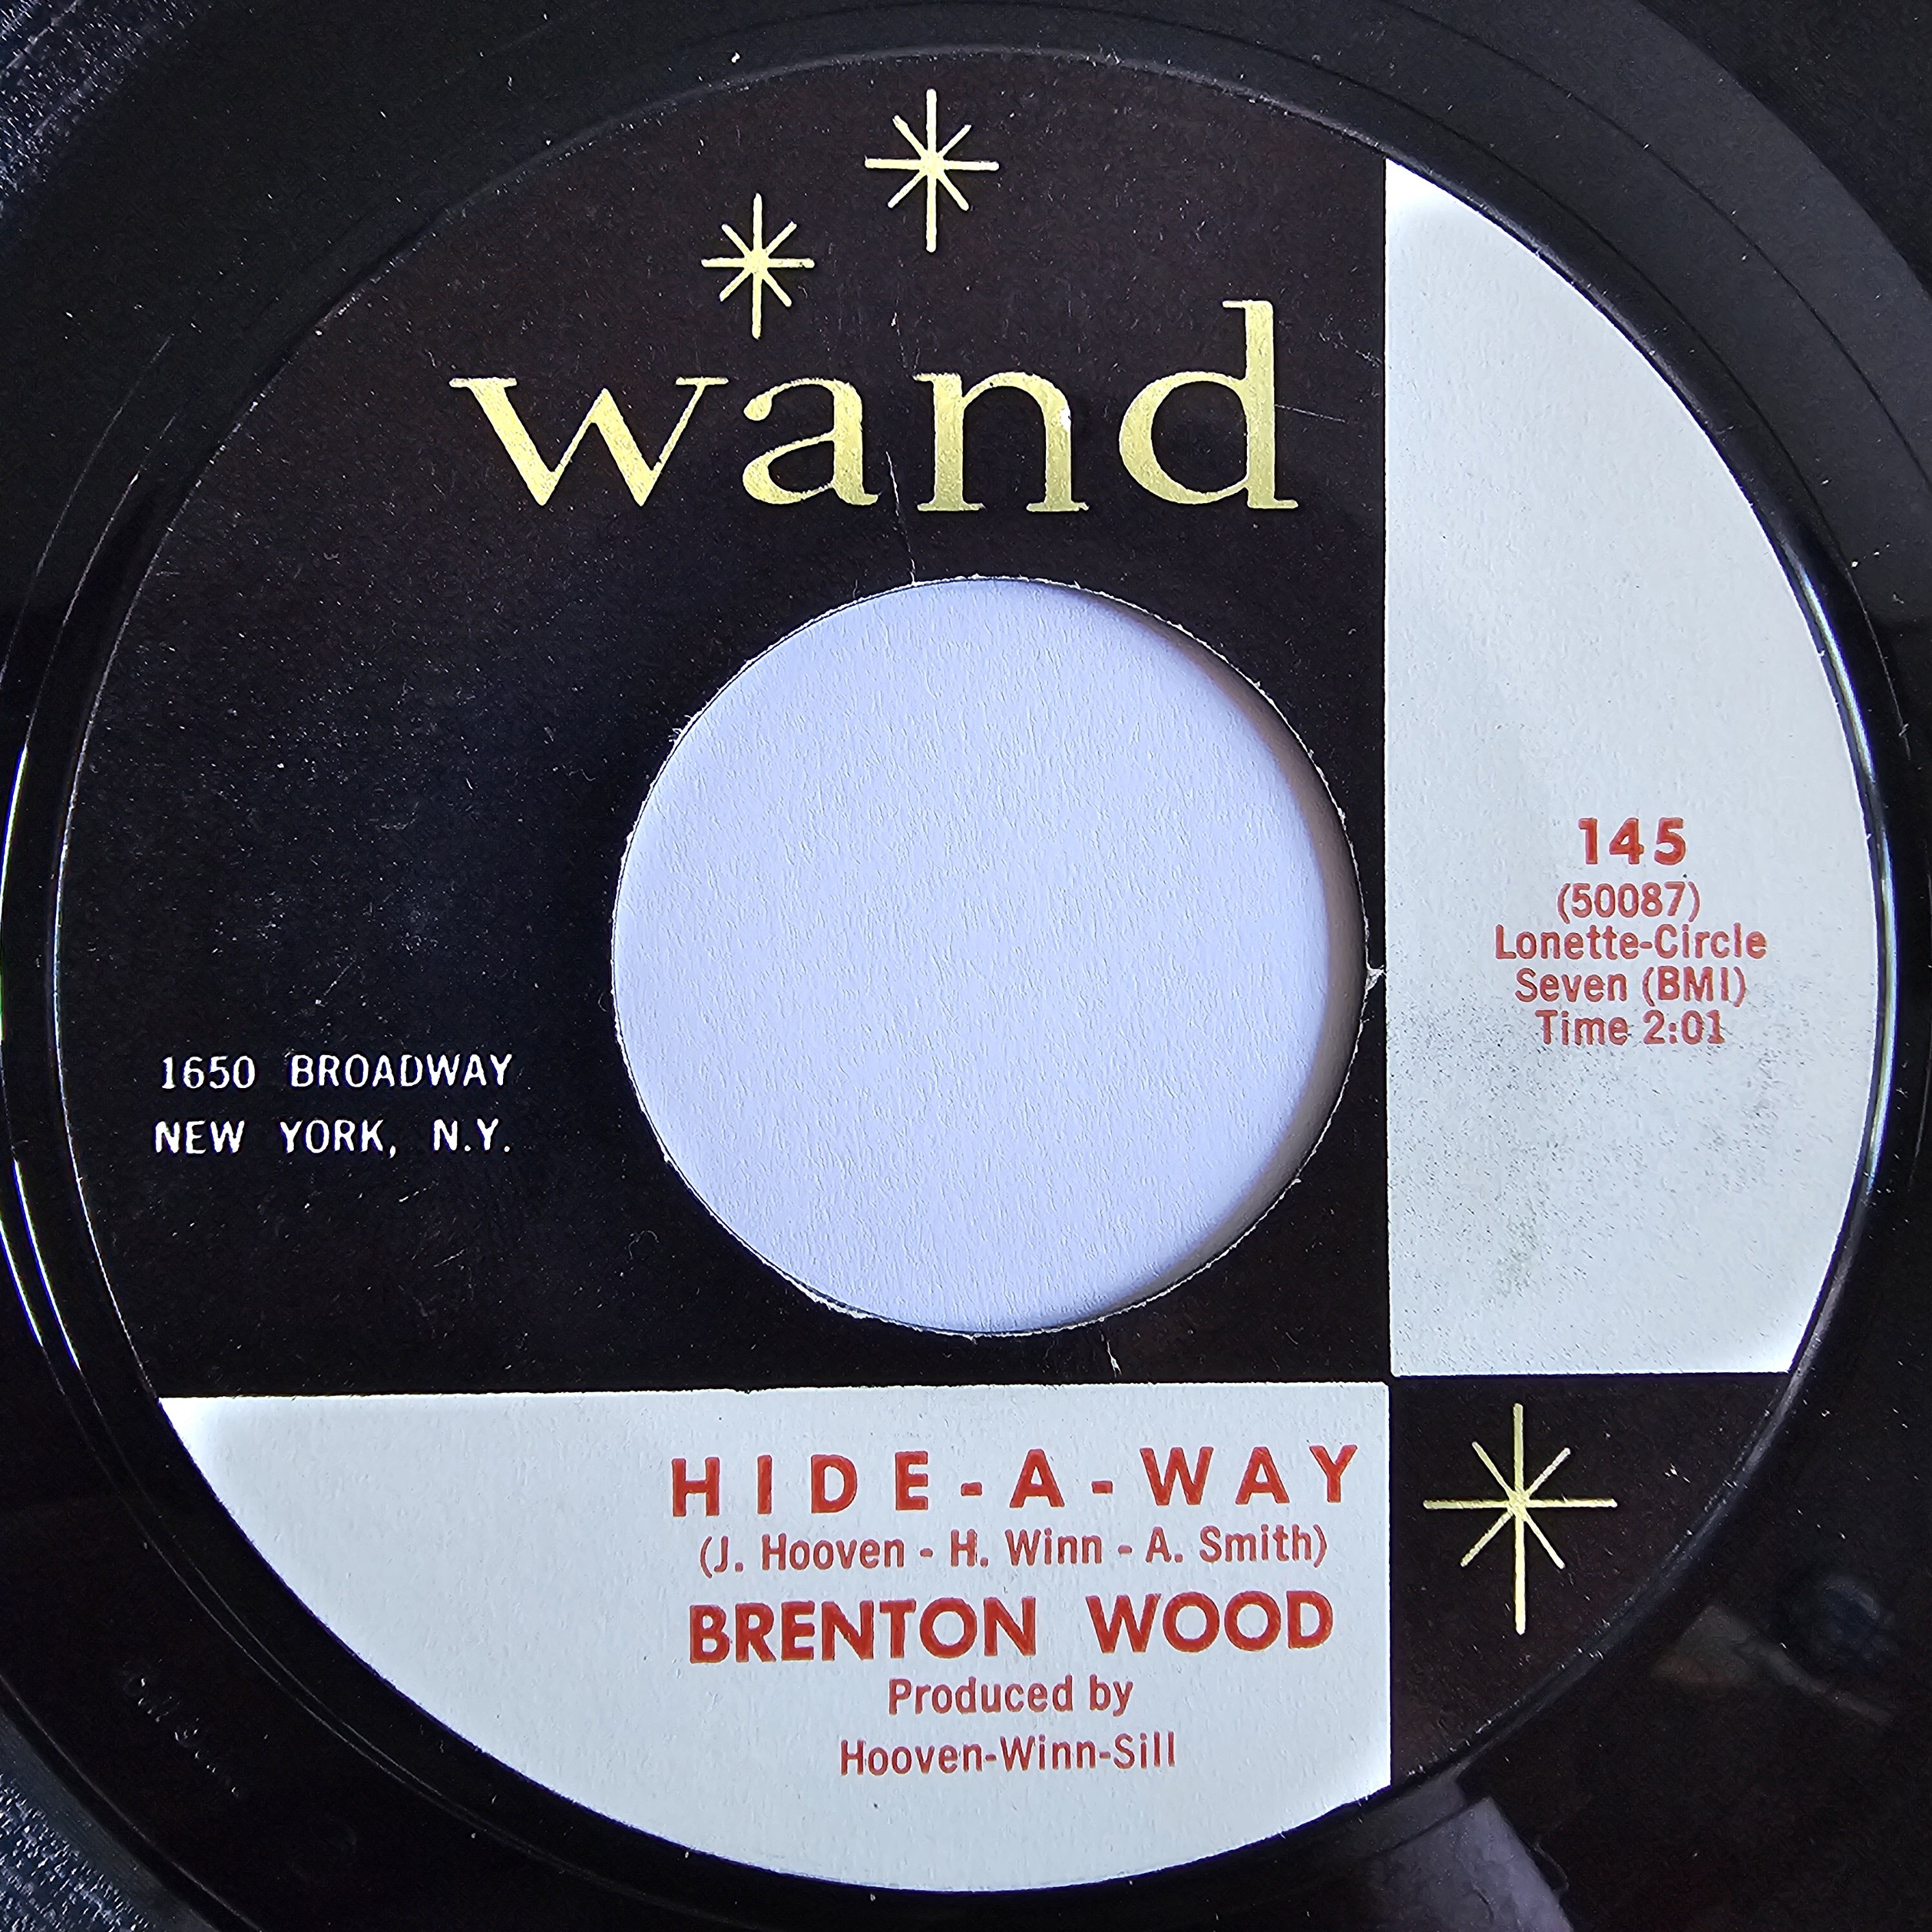 wand
145
(50087)
Lonette-Circle
Seven (BMI)
Time 2:01
1650 BROADWAY
NEW YORK, N.Y.
HIDE-A-WAY
(J. Hooven - H. Winn - A. Smith)
BRENTON WOOD
Produced by
Hooven-Winn-Sill